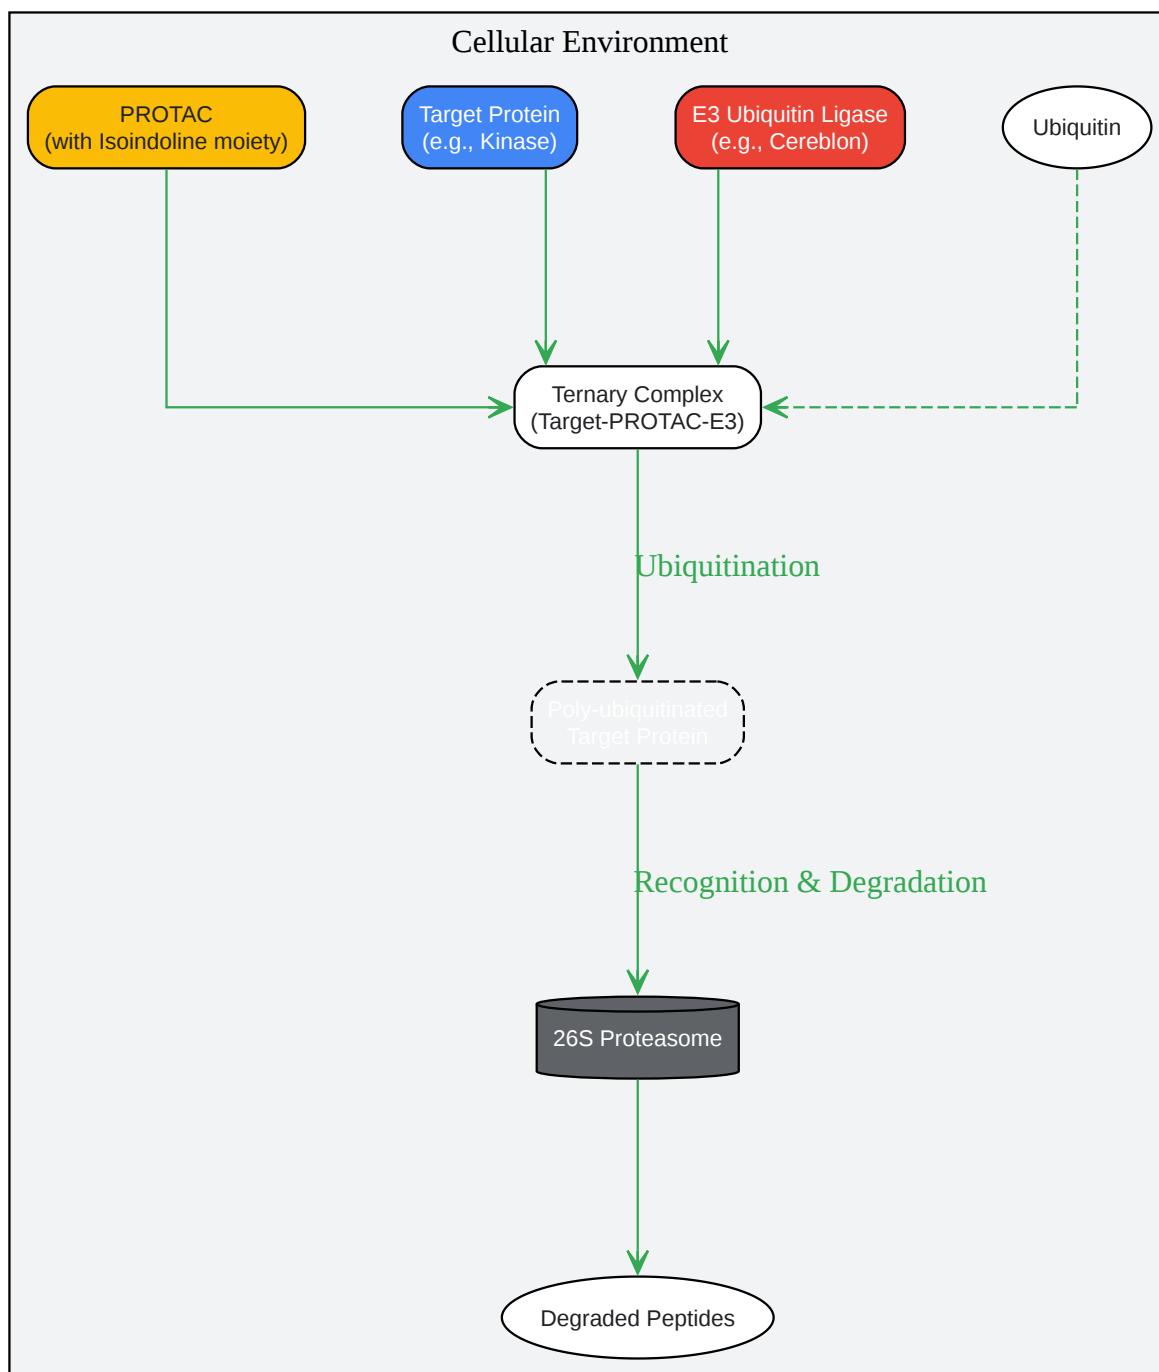 Cellular Environment
PROTAC
(with Isoindoline moiety)
Target Protein
(e.g., Kinase)
E3 Ubiquitin Ligase
(e.g., Cereblon)
Ubiquitin
Ternary Complex
(Target-PROTAC-E3)
Ubiquitination
Poly-ubiquitinated
Target Protein
Recognition & Degradation
26S Proteasome
Degraded Peptides